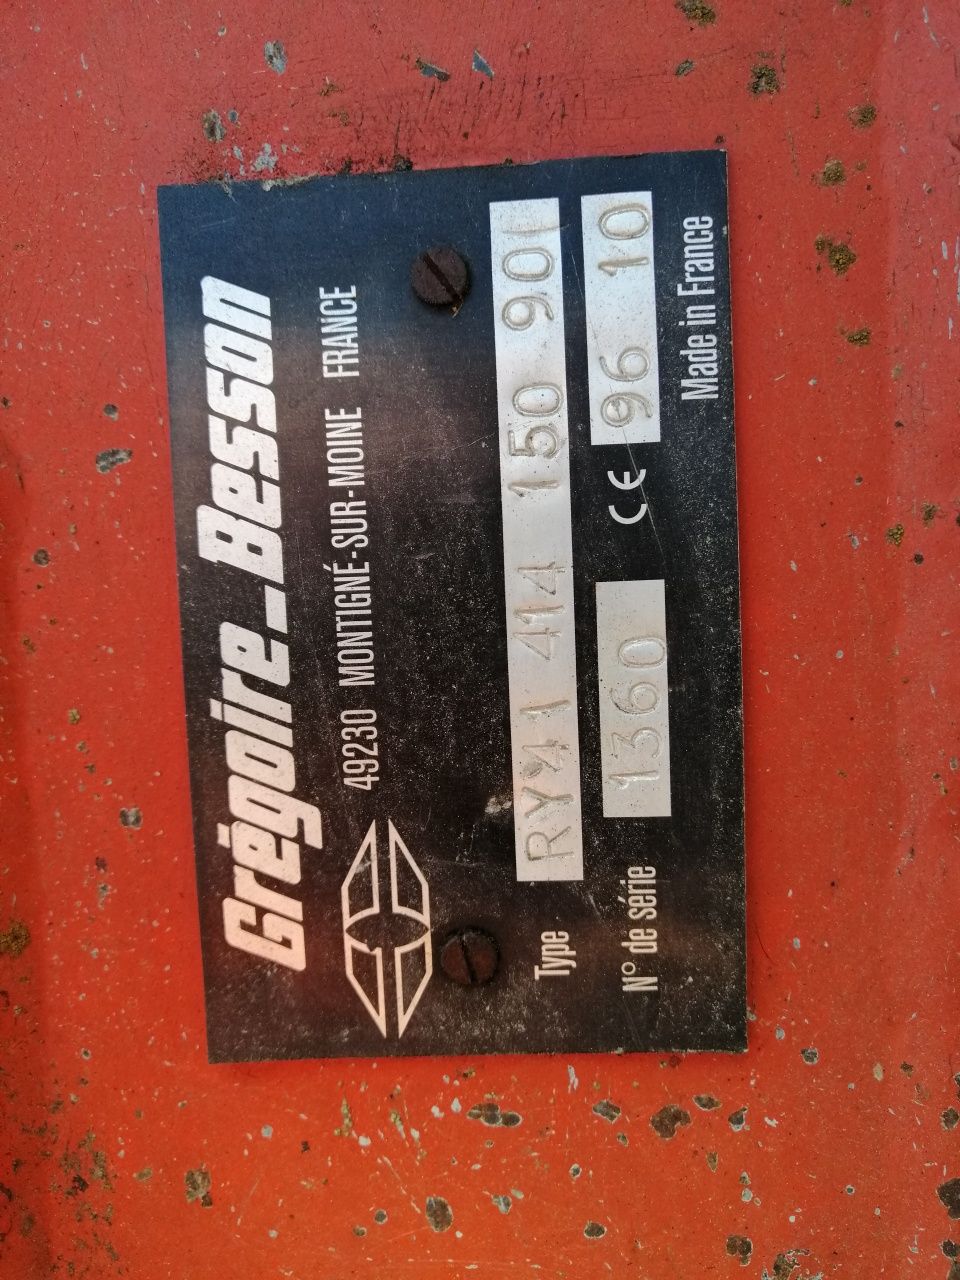 Grégoire_Besson
49230 MONTIGNÉ-SUR-MOINE FRANCE
Type RY41 414 150 90
N° de série 1360 CE 96 10
Made in France